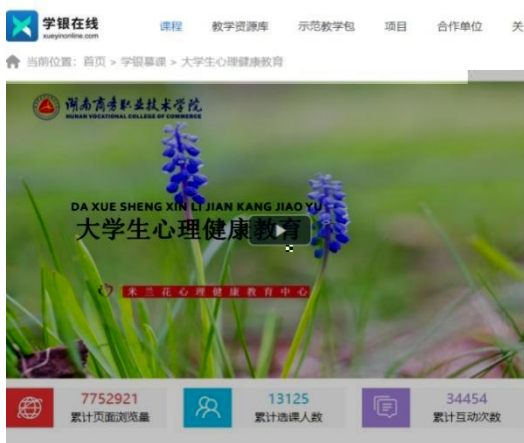 学银在线
xueyinonline.com
课程 教学资源库 示范教学包 项目 合作单位 关
当前位置: 首页 > 学银慕课 > 大学生心理健康教育
湖南商务职业技术学院
HUNAN VOCATIONAL COLLEGE OF COMMERCE
DA XUE SHENG XIN LI JIAN KANG JIAO YU
大学生心理健康教育
米兰花心理健康教育中心
7752921 13125 34454
累计页面浏览量 累计选课人数 累计互动次数